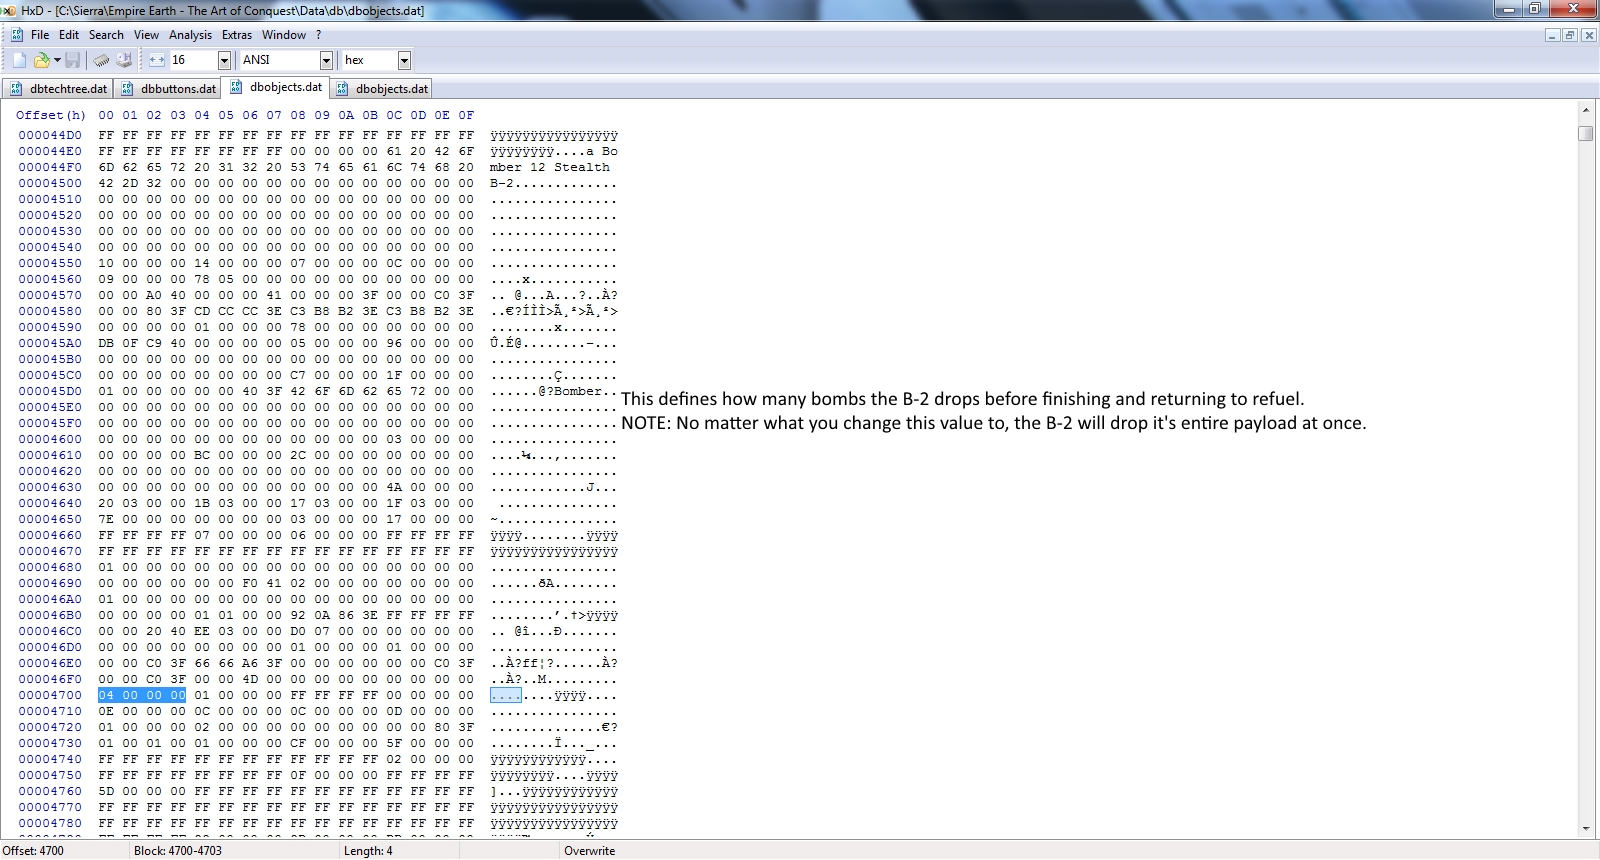 HxD - [C:\Sierra\Empire Earth - The Art of Conquest\Data\db\dbobjects.dat]
File Edit Search View Analysis Extras Window ?
16 ANSI hex
dbtechtree.dat dbbuttons.dat dbobjects.dat dbobjects.dat
Offset(h) 00 01 02 03 04 05 06 07 08 09 0A 0B 0C 0D 0E 0F
000044D0 FF FF FF FF FF FF FF FF FF FF FF FF FF FF FF FF ÿÿÿÿÿÿÿÿÿÿÿÿÿÿÿÿ
000044E0 FF FF FF FF FF FF FF FF 00 00 00 00 61 20 42 6F ÿÿÿÿÿÿÿÿ....a Bo
000044F0 6D 62 65 72 20 31 32 20 53 74 65 61 6C 74 68 20 mber 12 Stealth
00004500 42 2D 32 00 00 00 00 00 00 00 00 00 00 00 00 00 B-2.............
00004510 00 00 00 00 00 00 00 00 00 00 00 00 00 00 00 00 ................
00004520 00 00 00 00 00 00 00 00 00 00 00 00 00 00 00 00 ................
00004530 00 00 00 00 00 00 00 00 00 00 00 00 00 00 00 00 ................
00004540 00 00 00 00 00 00 00 00 00 00 00 00 00 00 00 00 ................
00004550 10 00 00 00 14 00 00 00 07 00 00 00 0C 00 00 00 ................
00004560 09 00 00 00 78 05 00 00 00 00 00 00 00 00 00 00 ....x...........
00004570 00 00 A0 40 00 00 00 41 00 00 00 3F 00 00 C0 3F .. @...A...?..À?
00004580 00 00 80 3F CD CC CC 3E C3 B8 B2 3E C3 B8 B2 3E ..€?ÍÌÌ>Ã¸²>Ã¸²>
00004590 00 00 00 00 01 00 00 00 78 00 00 00 00 00 00 00 ........x.......
000045A0 DB 0F C9 40 00 00 00 00 05 00 00 00 96 00 00 00 Û.É@........–...
000045B0 00 00 00 00 00 00 00 00 00 00 00 00 00 00 00 00 ................
000045C0 00 00 00 00 00 00 00 00 C7 00 00 00 1F 00 00 00 ........Ç.......
000045D0 01 00 00 00 00 00 40 3F 42 6F 6D 62 65 72 00 00 ......@?Bomber..
000045E0 00 00 00 00 00 00 00 00 00 00 00 00 00 00 00 00 ................
000045F0 00 00 00 00 00 00 00 00 00 00 00 00 00 00 00 00 ................
00004600 00 00 00 00 00 00 00 00 00 00 00 00 03 00 00 00 ................
00004610 00 00 00 00 BC 00 00 00 2C 00 00 00 00 00 00 00 ....¼...,.......
00004620 00 00 00 00 00 00 00 00 00 00 00 00 00 00 00 00 ................
00004630 00 00 00 00 00 00 00 00 00 00 00 00 4A 00 00 00 ............J...
00004640 20 03 00 00 1B 03 00 00 17 03 00 00 1F 03 00 00  ...............
00004650 7E 00 00 00 00 00 00 00 03 00 00 00 17 00 00 00 ~...............
00004660 FF FF FF FF 07 00 00 00 06 00 00 00 FF FF FF FF ÿÿÿÿ........ÿÿÿÿ
00004670 FF FF FF FF FF FF FF FF FF FF FF FF FF FF FF FF ÿÿÿÿÿÿÿÿÿÿÿÿÿÿÿÿ
00004680 01 00 00 00 00 00 00 00 00 00 00 00 00 00 00 00 ................
00004690 00 00 00 00 00 00 F0 41 02 00 00 00 00 00 00 00 ......ðA........
000046A0 01 00 00 00 00 00 00 00 00 00 00 00 00 00 00 00 ................
000046B0 00 00 00 00 01 01 00 00 92 0A 86 3E FF FF FF FF ........’.†>ÿÿÿÿ
000046C0 00 00 20 40 EE 03 00 00 D0 07 00 00 00 00 00 00 .. @î...Ð.......
000046D0 00 00 00 00 00 00 00 00 01 00 00 00 01 00 00 00 ................
000046E0 00 00 C0 3F 66 66 A6 3F 00 00 00 00 00 00 C0 3F ..À?ff¦?......À?
000046F0 00 00 C0 3F 00 00 4D 00 00 00 00 00 00 00 00 00 ..À?..M.........
00004700 04 00 00 00 01 00 00 00 FF FF FF FF 00 00 00 00 ........ÿÿÿÿ....
00004710 0E 00 00 00 0C 00 00 00 0C 00 00 00 0D 00 00 00 ................
00004720 01 00 00 00 02 00 00 00 00 00 00 00 00 00 80 3F ..............€?
00004730 01 00 01 00 01 00 00 00 CF 00 00 00 5F 00 00 00 ........Ï..._...
00004740 FF FF FF FF FF FF FF FF FF FF FF FF 02 00 00 00 ÿÿÿÿÿÿÿÿÿÿÿÿ....
00004750 FF FF FF FF FF FF FF FF 0F 00 00 00 FF FF FF FF ÿÿÿÿÿÿÿÿ....ÿÿÿÿ
00004760 5D 00 00 00 FF FF FF FF FF FF FF FF FF FF FF FF ]...ÿÿÿÿÿÿÿÿÿÿÿÿ
00004770 FF FF FF FF FF FF FF FF FF FF FF FF FF FF FF FF ÿÿÿÿÿÿÿÿÿÿÿÿÿÿÿÿ
00004780 FF FF FF FF FF FF FF FF FF FF FF FF FF FF FF FF ÿÿÿÿÿÿÿÿÿÿÿÿÿÿÿÿ
This defines how many bombs the B-2 drops before finishing and returning to refuel.
NOTE: No matter what you change this value to, the B-2 will drop it's entire payload at once.
Offset: 4700 Block: 4700-4703 Length: 4 Overwrite